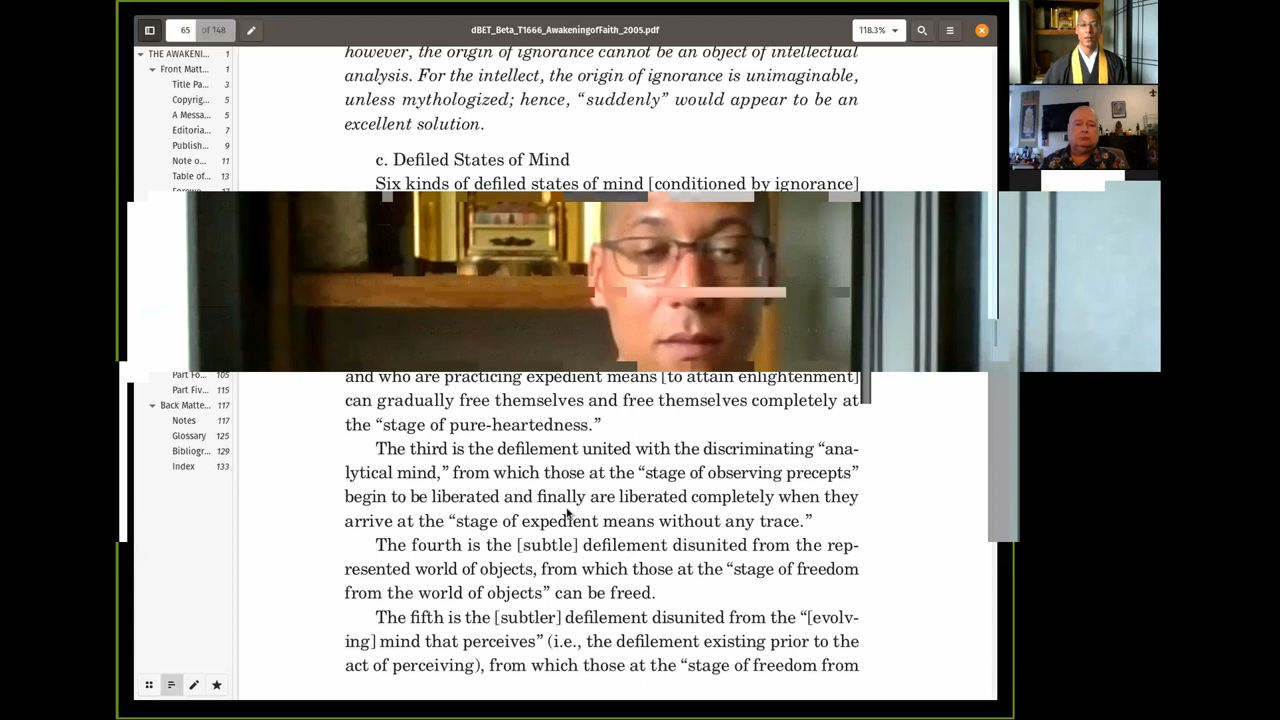 65 of 148
dBET_Beta_T1666_AwakeningofFaith_2005.pdf
118.3%
THE AWAKENI... 1
Front Matt... 1
Title Pa... 3
Copyrig... 5
A Messa... 5
Editoria... 7
Publish... 9
Note o... 11
Table of... 13
Part Fo... 105
Part Fiv... 115
Back Matte... 117
Notes 117
Glossary 125
Bibliogr... 129
Index 133
however, the origin of ignorance cannot be an object of intellectual
analysis. For the intellect, the origin of ignorance is unimaginable,
unless mythologized; hence, “suddenly” would appear to be an
excellent solution.
c. Defiled States of Mind
Six kinds of defiled states of mind [conditioned by ignorance]
and who are practicing expedient means [to attain enlightenment]
can gradually free themselves and free themselves completely at
the “stage of pure-heartedness.”
The third is the defilement united with the discriminating “ana-
lytical mind,” from which those at the “stage of observing precepts”
begin to be liberated and finally are liberated completely when they
arrive at the “stage of expedient means without any trace.”
The fourth is the [subtle] defilement disunited from the rep-
resented world of objects, from which those at the “stage of freedom
from the world of objects” can be freed.
The fifth is the [subtler] defilement disunited from the “[evolv-
ing] mind that perceives” (i.e., the defilement existing prior to the
act of perceiving), from which those at the “stage of freedom from